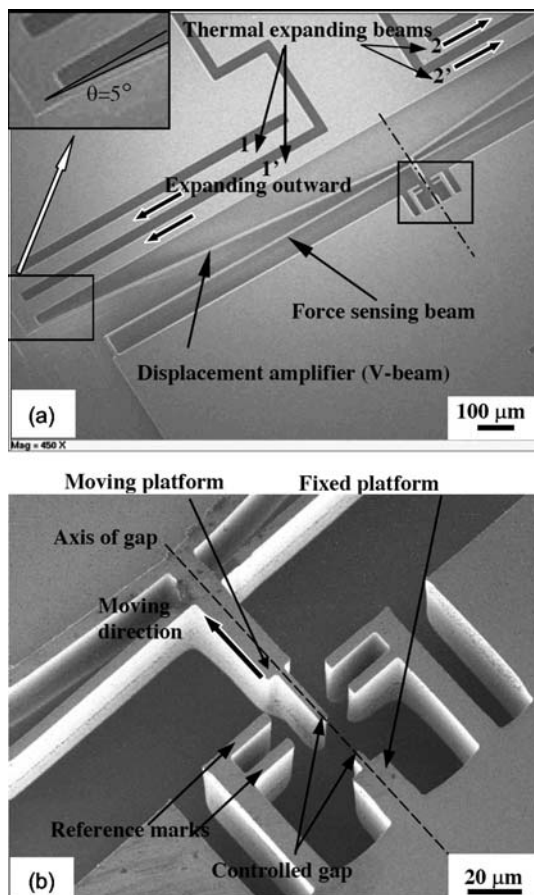 Thermal expanding beams
θ=5°
2
2'
1
1'
Expanding outward
Force sensing beam
Displacement amplifier (V-beam)
(a)
100 μm
Mag = 450 X
Moving platform
Fixed platform
Axis of gap
Moving
direction
Reference marks
Controlled gap
(b)
20 μm